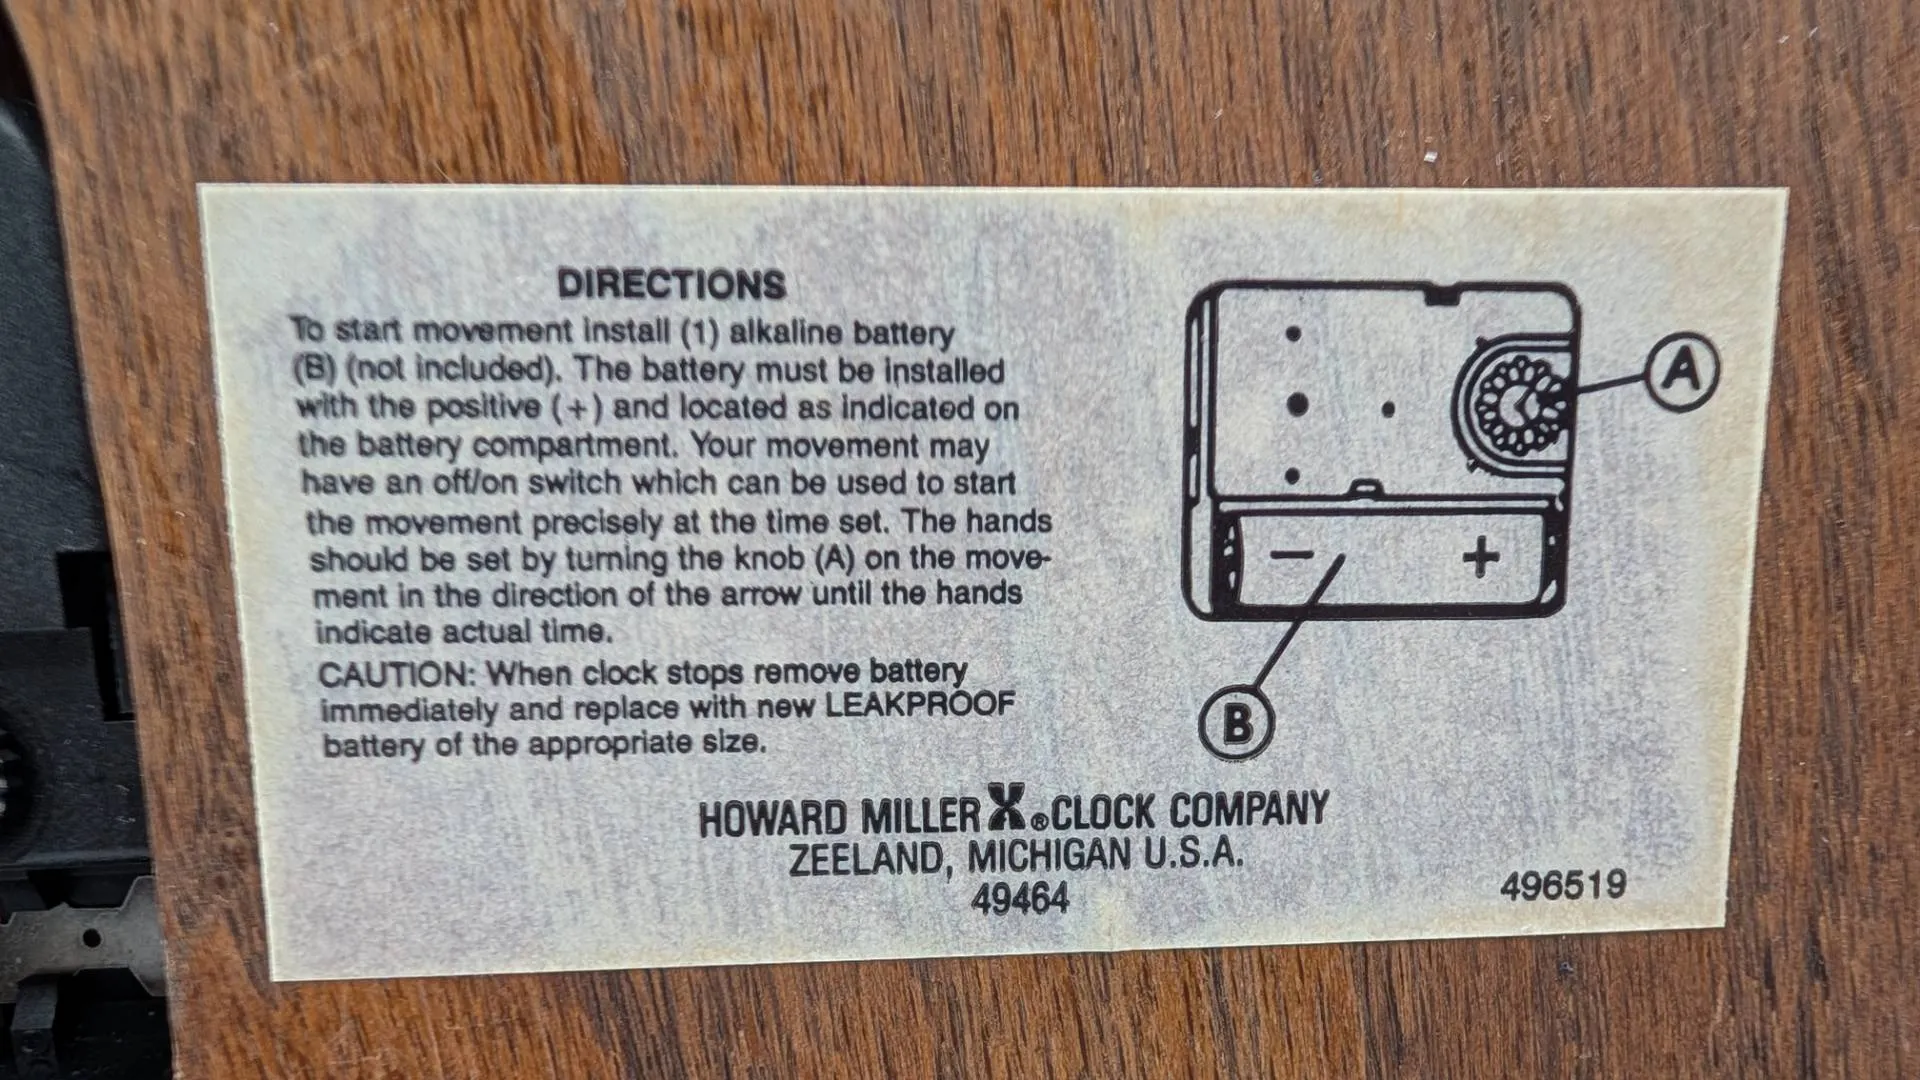 DIRECTIONS
To start movement install (1) alkaline battery
(B) (not included). The battery must be installed
with the positive (+) and located as indicated on
the battery compartment. Your movement may
have an off/on switch which can be used to start
the movement precisely at the time set. The hands
should be set by turning the knob (A) on the move-
ment in the direction of the arrow until the hands
indicate actual time.
CAUTION: When clock stops remove battery
immediately and replace with new LEAKPROOF
battery of the appropriate size.
A
− +
B
HOWARD MILLER ® CLOCK COMPANY
ZEELAND, MICHIGAN U.S.A.
49464
496519